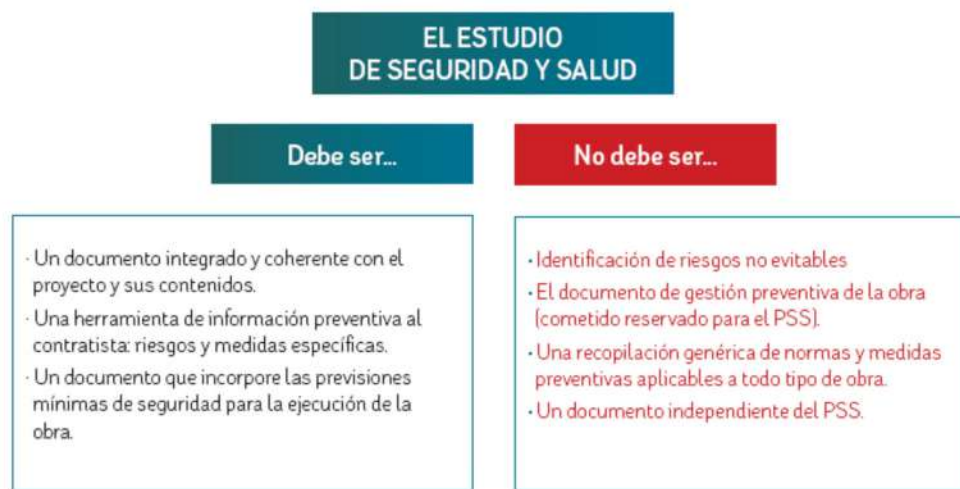 EL ESTUDIO
DE SEGURIDAD Y SALUD
Debe ser...
No debe ser...
· Un documento integrado y coherente con el
proyecto y sus contenidos.
· Una herramienta de información preventiva al
contratista: riesgos y medidas específicas.
· Un documento que incorpore las previsiones
mínimas de seguridad para la ejecución de la
obra.
· Identificación de riesgos no evitables
· El documento de gestión preventiva de la obra
(cometido reservado para el PSS).
· Una recopilación genérica de normas y medidas
preventivas aplicables a todo tipo de obra.
· Un documento independiente del PSS.